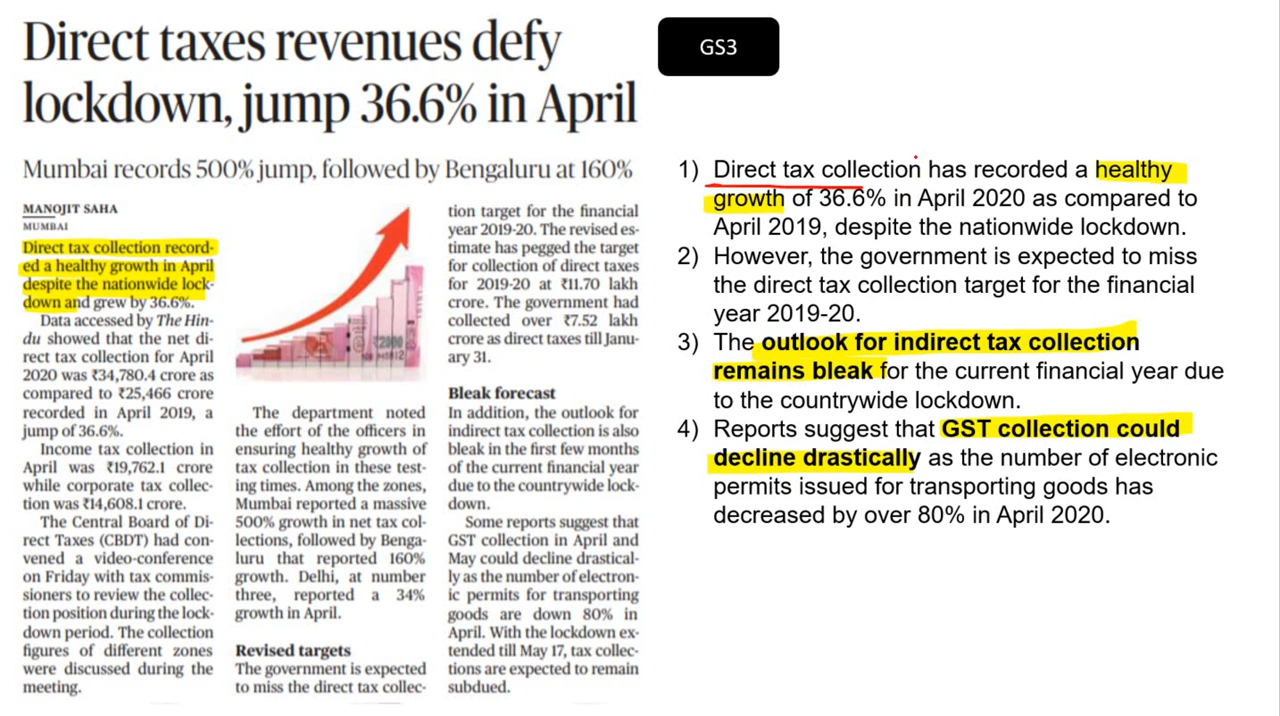 Direct taxes revenues defy
lockdown, jump 36.6% in April
Mumbai records 500% jump, followed by Bengaluru at 160%
MANOJIT SAHA
MUMBAI
Direct tax collection record-
ed a healthy growth in April
despite the nationwide lock-
down and grew by 36.6%.
Data accessed by The Hin-
du showed that the net di-
rect tax collection for April
2020 was ₹34,780.4 crore as
compared to ₹25,466 crore
recorded in April 2019, a
jump of 36.6%.
Income tax collection in
April was ₹19,762.1 crore
while corporate tax collec-
tion was ₹14,608.1 crore.
The Central Board of Di-
rect Taxes (CBDT) had con-
vened a video-conference
on Friday with tax commis-
sioners to review the collec-
tion position during the lock-
down period. The collection
figures of different zones
were discussed during the
meeting.
₹2000
The department noted
the effort of the officers in
ensuring healthy growth of
tax collection in these test-
ing times. Among the zones,
Mumbai reported a massive
500% growth in net tax col-
lections, followed by Benga-
luru that reported 160%
growth. Delhi, at number
three, reported a 34%
growth in April.
Revised targets
The government is expected
to miss the direct tax collec-
tion target for the financial
year 2019-20. The revised es-
timate has pegged the target
for collection of direct taxes
for 2019-20 at ₹11.70 lakh
crore. The government had
collected over ₹7.52 lakh
crore as direct taxes till Janu-
ary 31.
Bleak forecast
In addition, the outlook for
indirect tax collection is also
bleak in the first few months
of the current financial year
due to the countrywide lock-
down.
Some reports suggest that
GST collection in April and
May could decline drastical-
ly as the number of electron-
ic permits for transporting
goods are down 80% in
April. With the lockdown ex-
tended till May 17, tax collec-
tions are expected to remain
subdued.
GS3
1) Direct tax collection has recorded a healthy
growth of 36.6% in April 2020 as compared to
April 2019, despite the nationwide lockdown.
2) However, the government is expected to miss
the direct tax collection target for the financial
year 2019-20.
3) The outlook for indirect tax collection
remains bleak for the current financial year due
to the countrywide lockdown.
4) Reports suggest that GST collection could
decline drastically as the number of electronic
permits issued for transporting goods has
decreased by over 80% in April 2020.